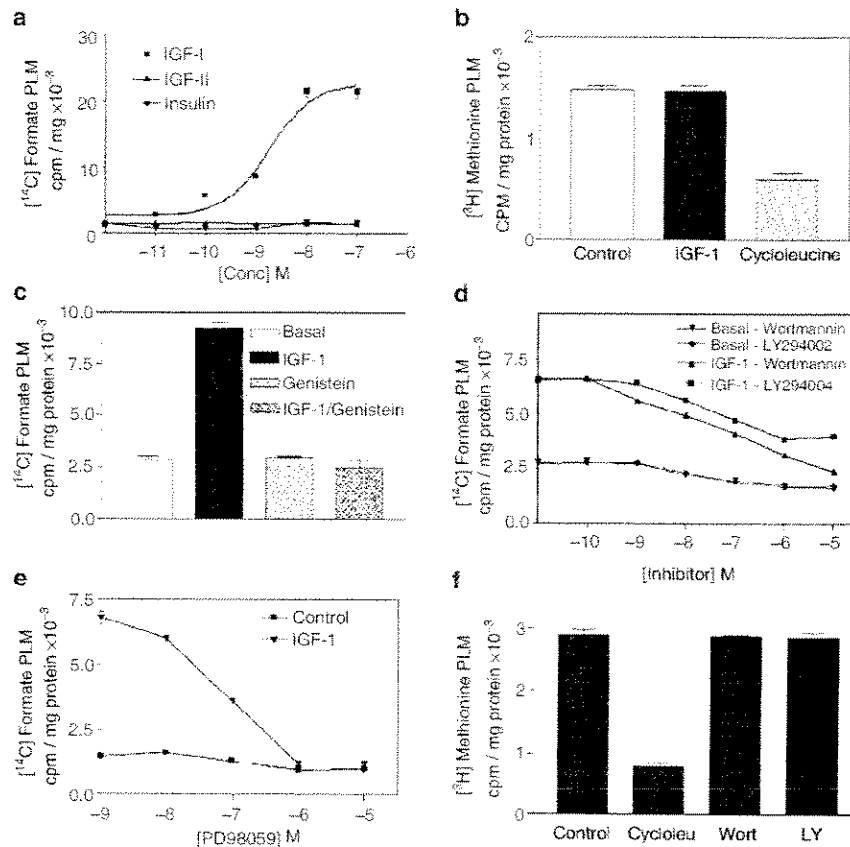 a
[¹⁴C] Formate PLM
cpm / mg ×10⁻³
30
20
10
0
IGF-I
IGF-II
Insulin
−11 −10 −9 −8 −7 −6
[Conc] M
b
[³H] Methionine PLM
CPM / mg protein ×10⁻³
2
1
0
Control IGF-1 Cycloleucine
c
[¹⁴C] Formate PLM
cpm / mg protein ×10⁻³
10.0
7.5
5.0
2.5
0.0
Basal
IGF-1
Genistein
IGF-1/Genistein
d
[¹⁴C] Formate PLM
cpm / mg protein ×10⁻³
7.5
5.0
2.5
0.0
Basal - Wortmannin
Basal - LY294002
IGF-1 - Wortmannin
IGF-1 - LY294004
−10 −9 −8 −7 −6 −5
[Inhibitor] M
e
[¹⁴C] Formate PLM
cpm / mg protein ×10⁻³
7.5
5.0
2.5
0.0
Control
IGF-1
−9 −8 −7 −6 −5
[PD98059] M
f
[³H] Methionine PLM
cpm / mg protein ×10⁻³
3
2
1
0
Control Cycloleu Wort LY